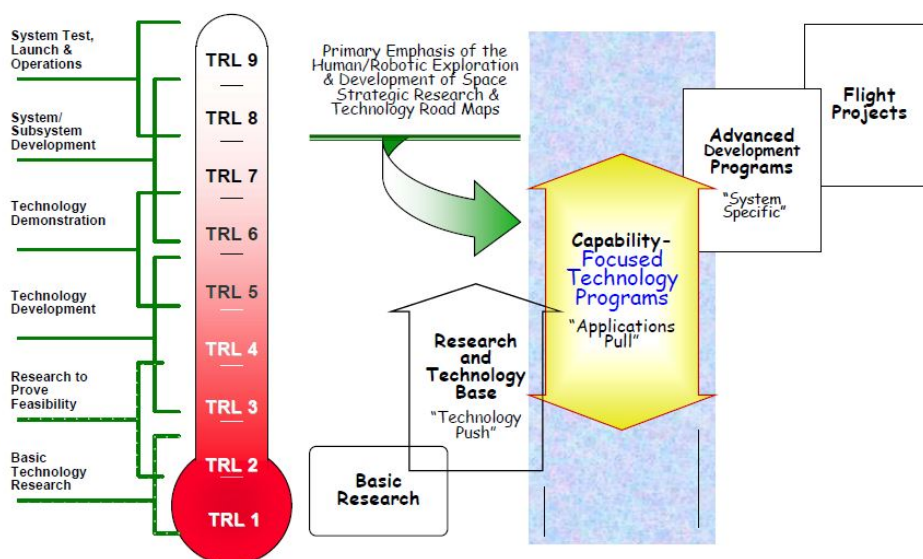 System Test,
Launch &
Operations
System/
Subsystem
Development
Technology
Demonstration
Technology
Development
Research to
Prove
Feasibility
Basic
Technology
Research
TRL 9
TRL 8
TRL 7
TRL 6
TRL 5
TRL 4
TRL 3
TRL 2
TRL 1
Primary Emphasis of the
Human/Robotic Exploration
& Development of Space
Strategic Research &
Technology Road Maps
Basic
Research
Research and
Technology
Base
“Technology
Push”
Capability-
Focused
Technology
Programs
“Applications
Pull”
Advanced
Development
Programs
“System
Specific”
Flight
Projects